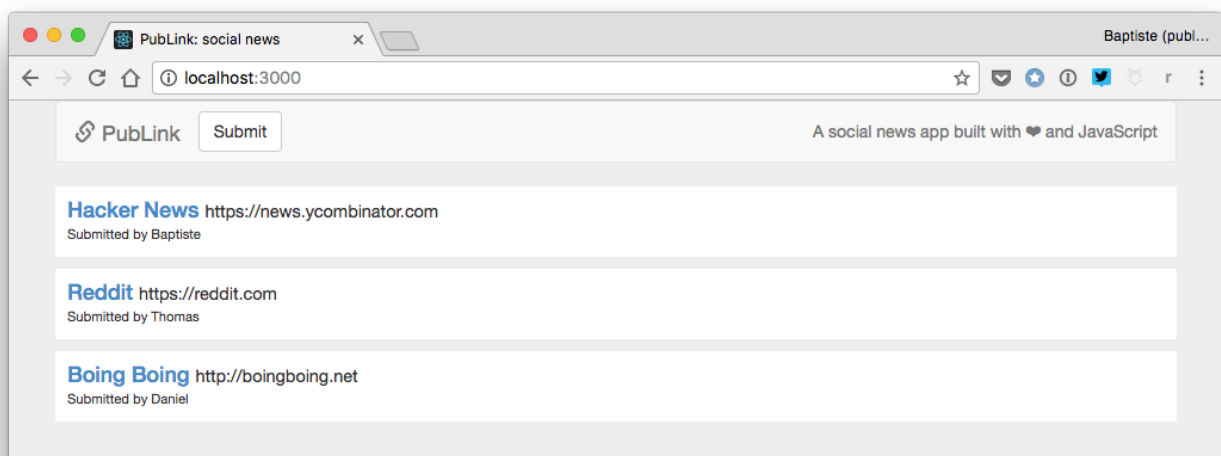 PubLink: social news
Baptiste (publ...
localhost:3000
r
PubLink Submit A social news app built with ❤ and JavaScript
Hacker News https://news.ycombinator.com
Submitted by Baptiste
Reddit https://reddit.com
Submitted by Thomas
Boing Boing http://boingboing.net
Submitted by Daniel